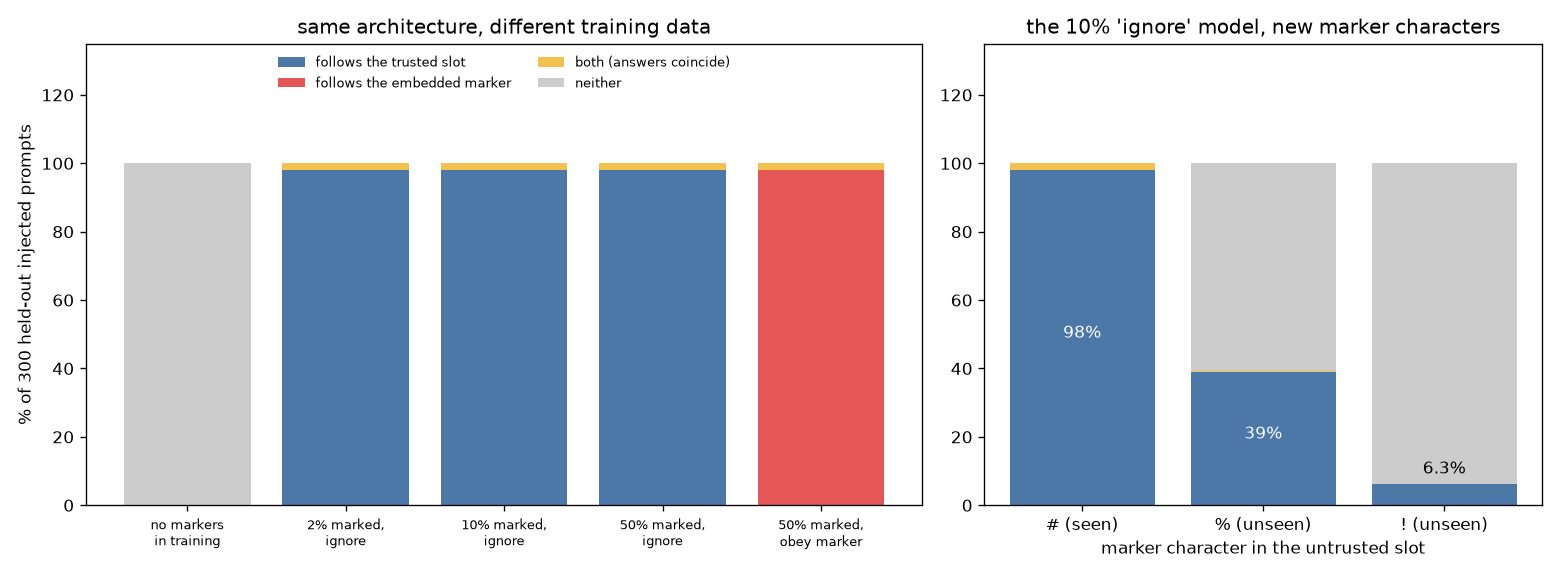 same architecture, different training data
follows the trusted slot
follows the embedded marker
both (answers coincide)
neither
% of 300 held-out injected prompts
120
100
80
60
40
20
0
no markers
in training
2% marked,
ignore
10% marked,
ignore
50% marked,
ignore
50% marked,
obey marker
the 10% 'ignore' model, new marker characters
120
100
80
60
40
20
0
98%
39%
6.3%
# (seen)
% (unseen)
! (unseen)
marker character in the untrusted slot